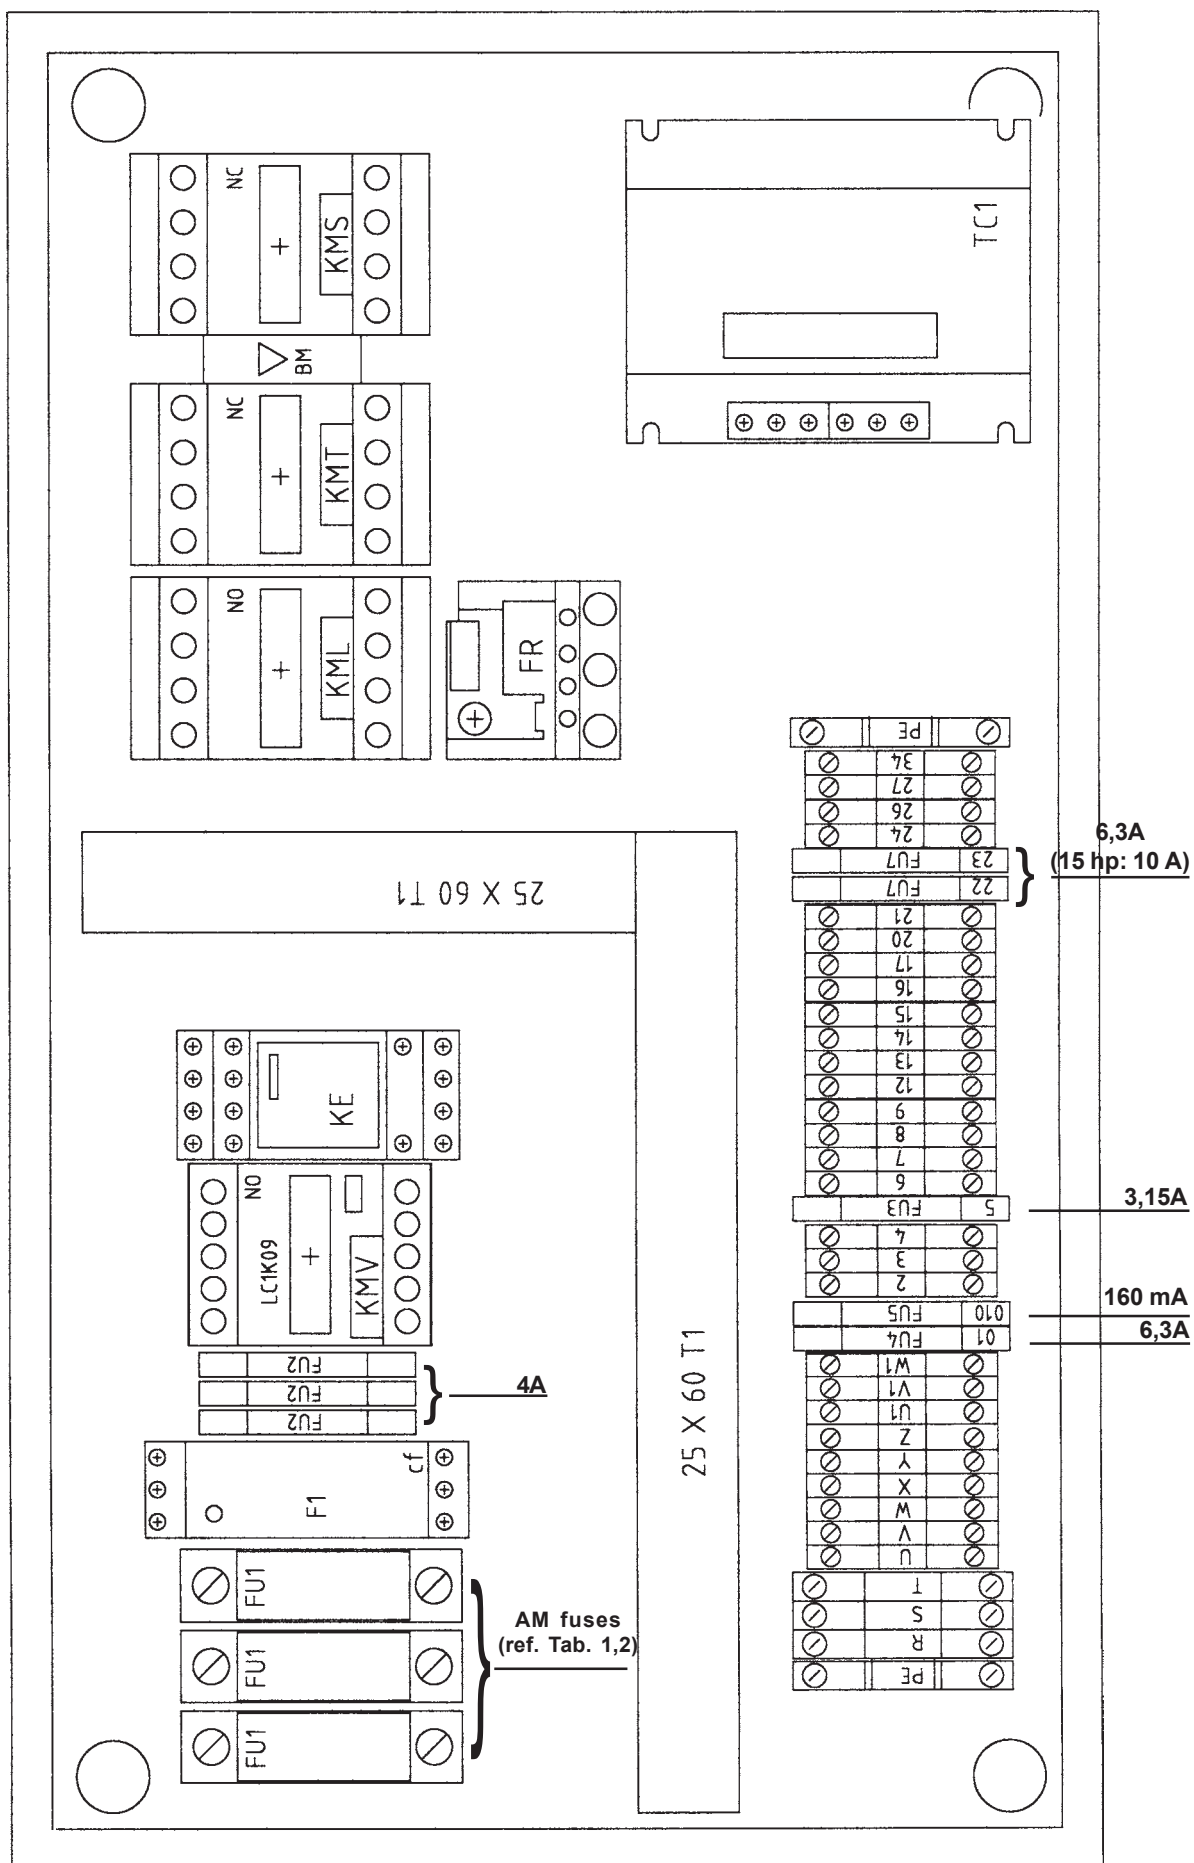 NC
KMS
BM
NC
KMT
NO
KML
FR
TC1
25 X 60 T1
25 X 60 T1
KE
NO
LC1K09
KMV
FU2
FU2
FU2
4A
cf
F1
FU1
FU1
FU1
AM fuses
(ref. Tab. 1,2)
PE
34
27
26
24
FU7 23
FU7 22
6,3A
(15 hp: 10 A)
21
20
17
16
15
14
13
12
9
8
7
6
FU3 5
3,15A
4
3
2
FU5 010
160 mA
FU4 01
6,3A
W1
V1
U1
Z
Y
X
W
V
U
T
S
R
PE